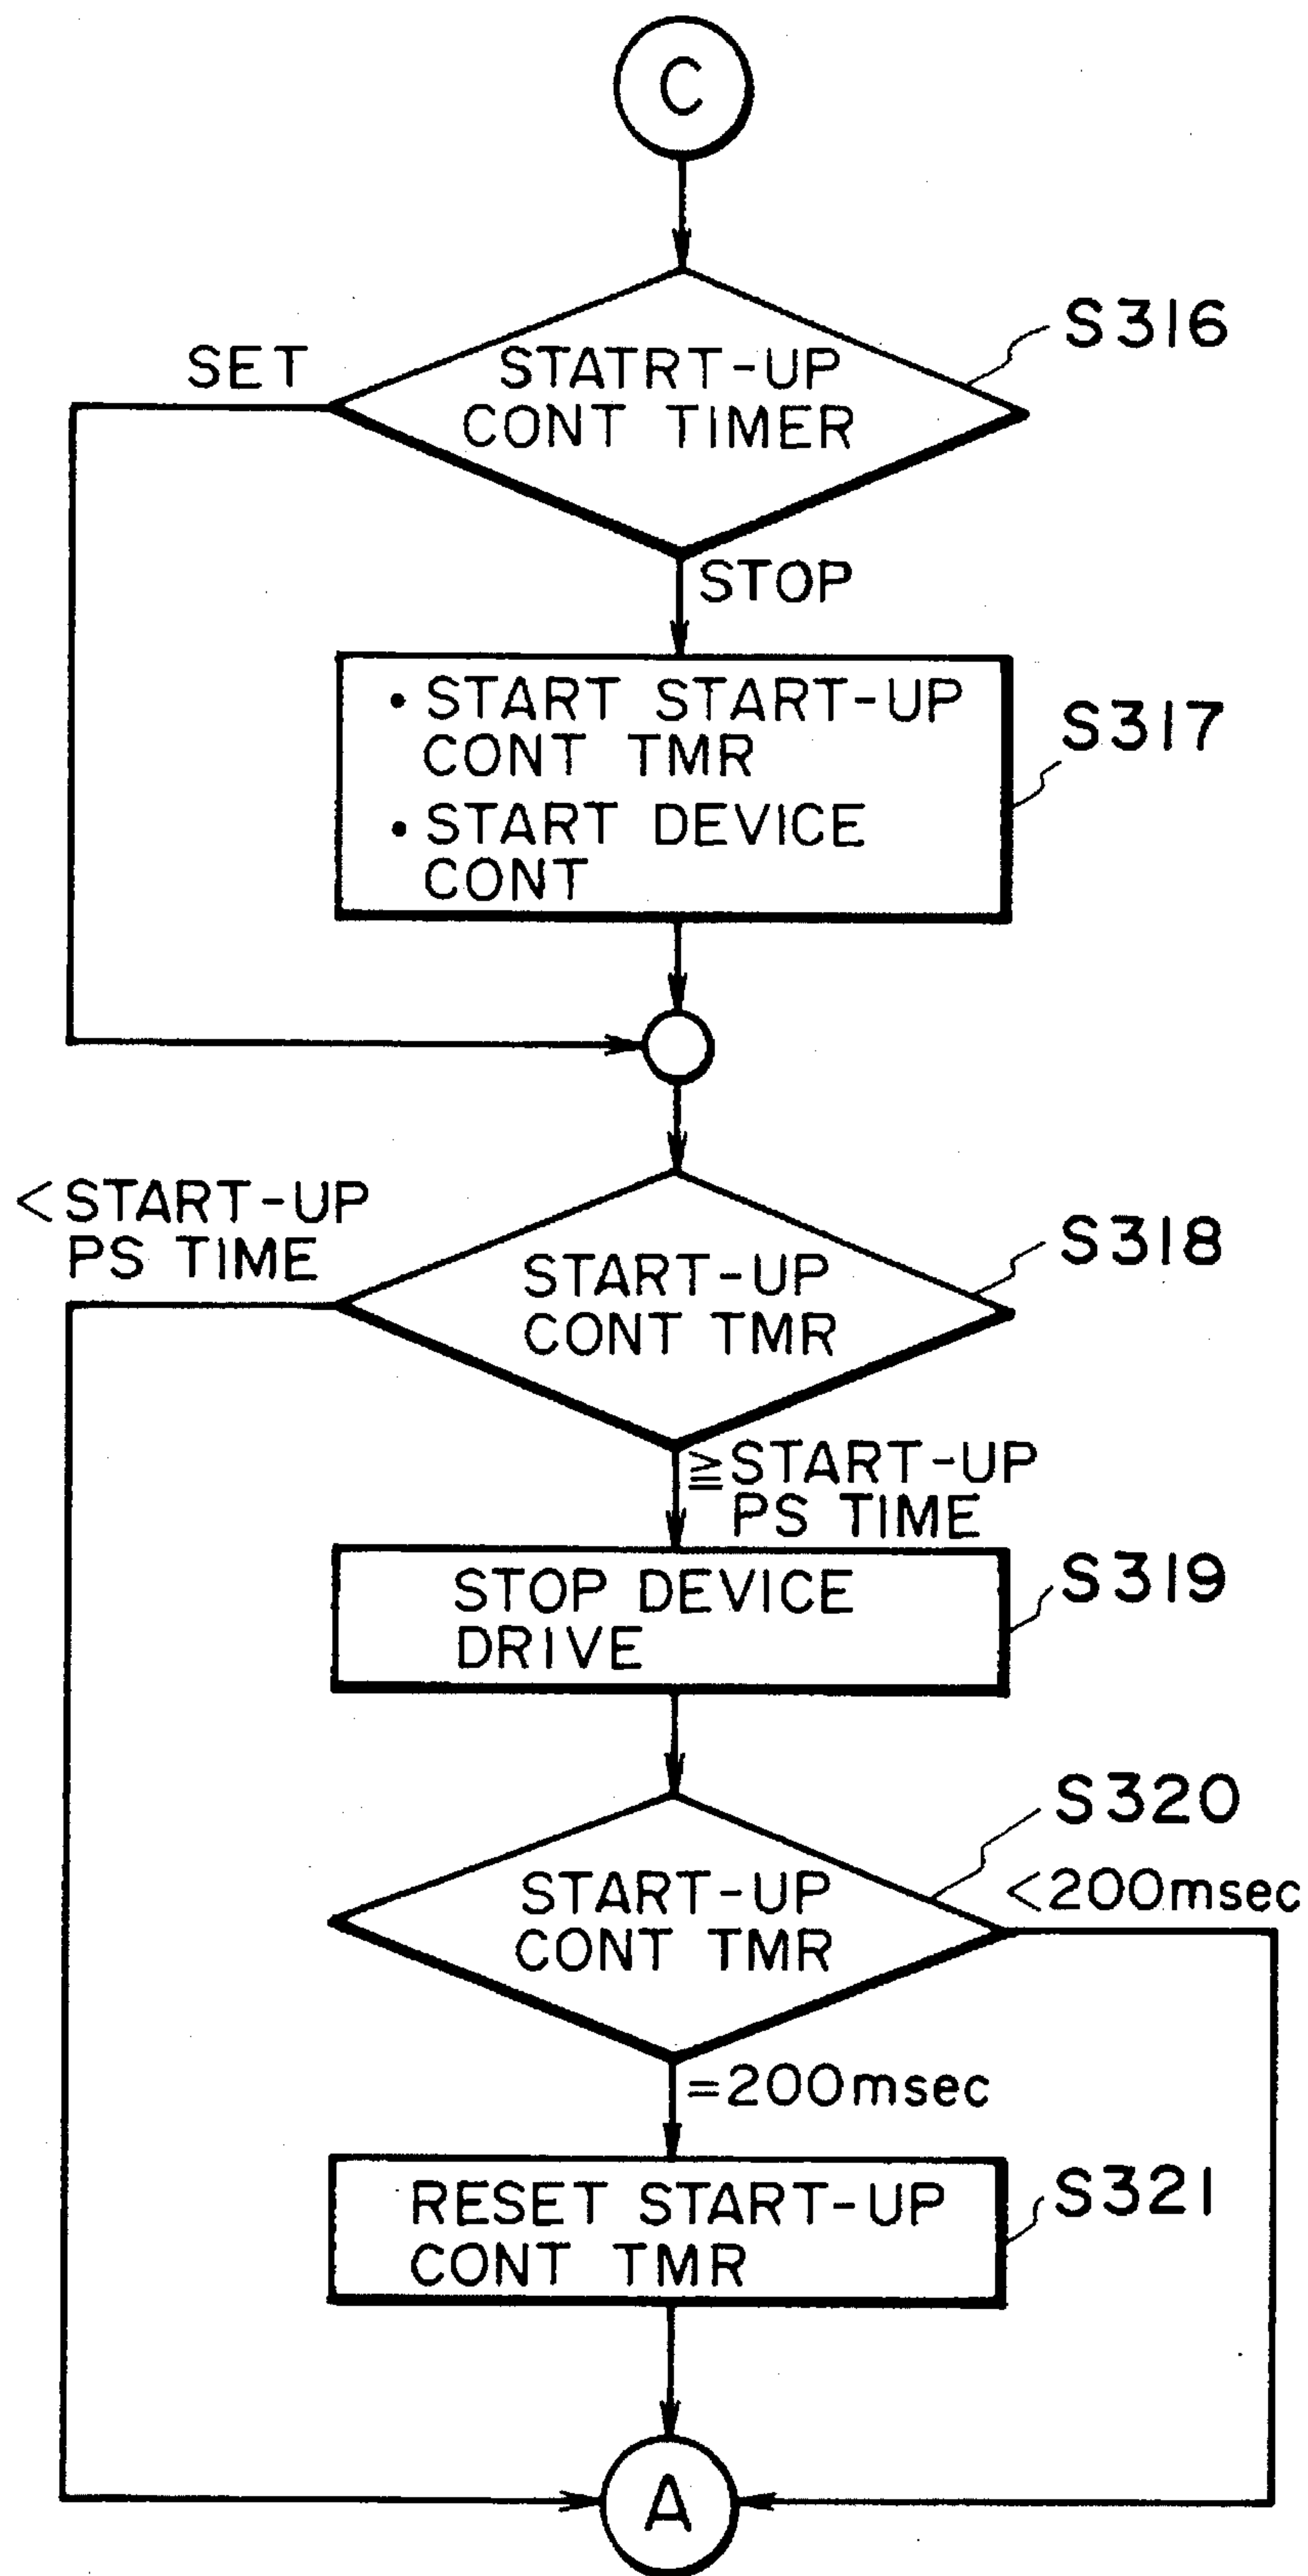 C
STATRT-UP
CONT TIMER
S316
SET
STOP
• START START-UP
CONT TMR
• START DEVICE
CONT
S317
<START-UP
PS TIME
START-UP
CONT TMR
S318
≧START-UP
PS TIME
STOP DEVICE
DRIVE
S319
START-UP
CONT TMR
S320
<200msec
=200msec
RESET START-UP
CONT TMR
S321
A